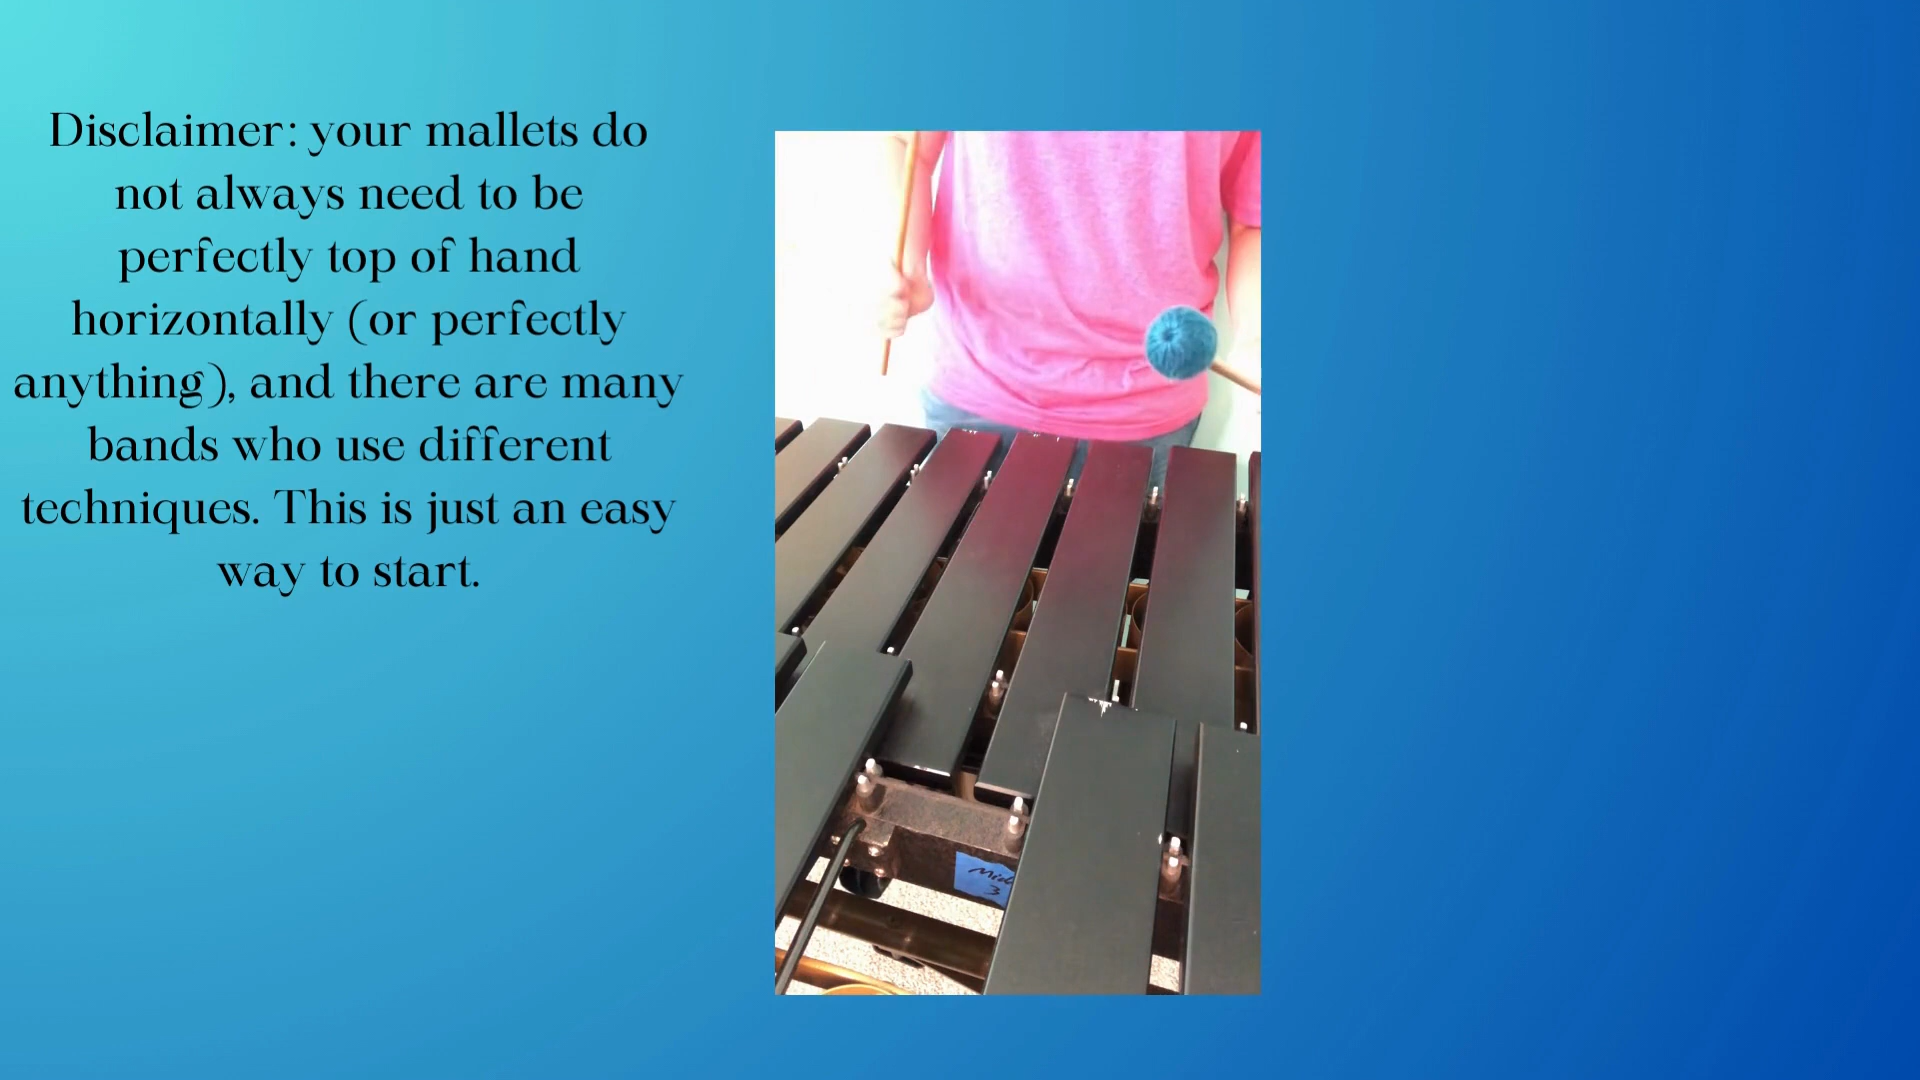 Disclaimer: your mallets do
not always need to be
perfectly top of hand
horizontally (or perfectly
anything), and there are many
bands who use different
techniques. This is just an easy
way to start.
3